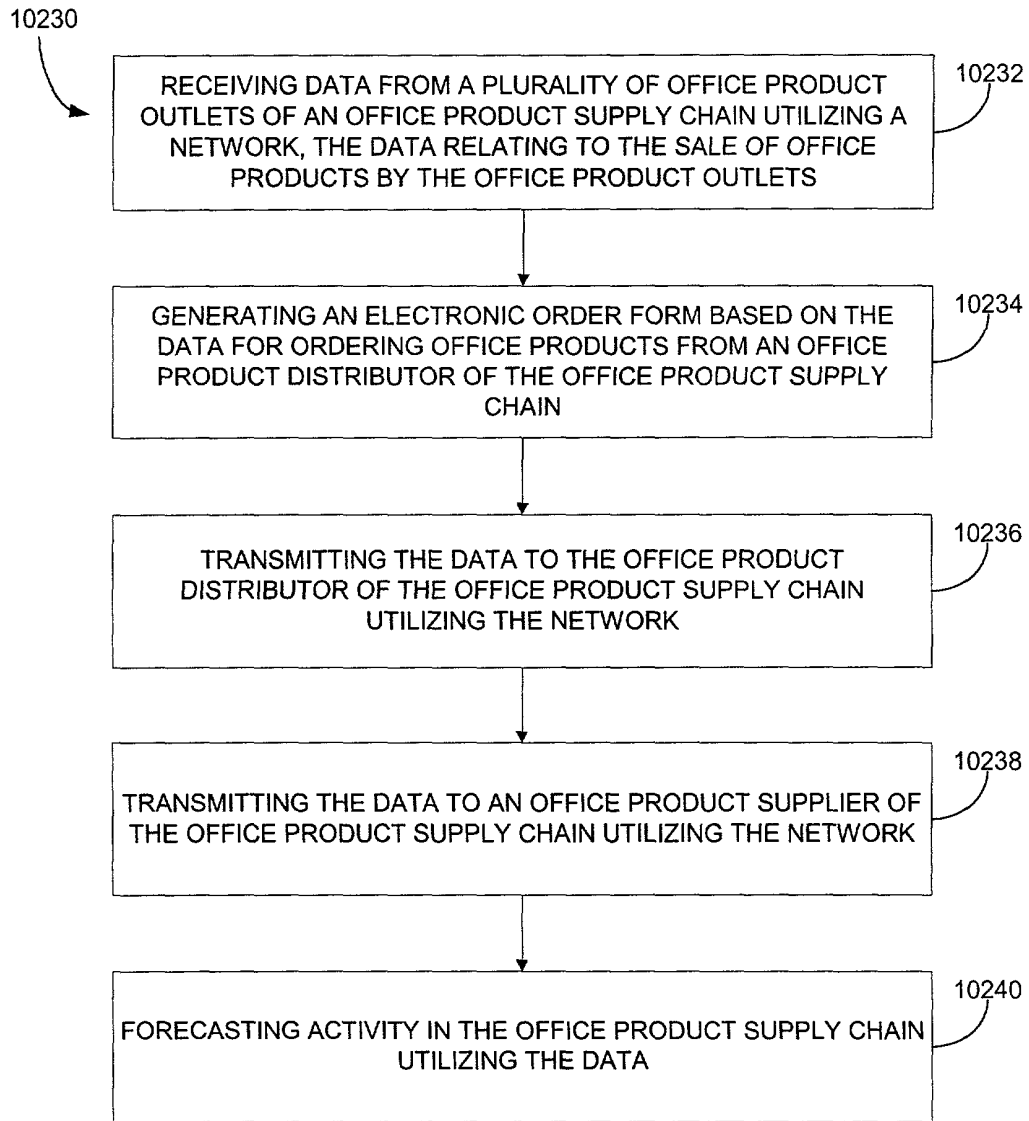 10230
RECEIVING DATA FROM A PLURALITY OF OFFICE PRODUCT
OUTLETS OF AN OFFICE PRODUCT SUPPLY CHAIN UTILIZING A
NETWORK, THE DATA RELATING TO THE SALE OF OFFICE
PRODUCTS BY THE OFFICE PRODUCT OUTLETS
10232
GENERATING AN ELECTRONIC ORDER FORM BASED ON THE
DATA FOR ORDERING OFFICE PRODUCTS FROM AN OFFICE
PRODUCT DISTRIBUTOR OF THE OFFICE PRODUCT SUPPLY
CHAIN
10234
TRANSMITTING THE DATA TO THE OFFICE PRODUCT
DISTRIBUTOR OF THE OFFICE PRODUCT SUPPLY CHAIN
UTILIZING THE NETWORK
10236
TRANSMITTING THE DATA TO AN OFFICE PRODUCT SUPPLIER OF
THE OFFICE PRODUCT SUPPLY CHAIN UTILIZING THE NETWORK
10238
FORECASTING ACTIVITY IN THE OFFICE PRODUCT SUPPLY CHAIN
UTILIZING THE DATA
10240